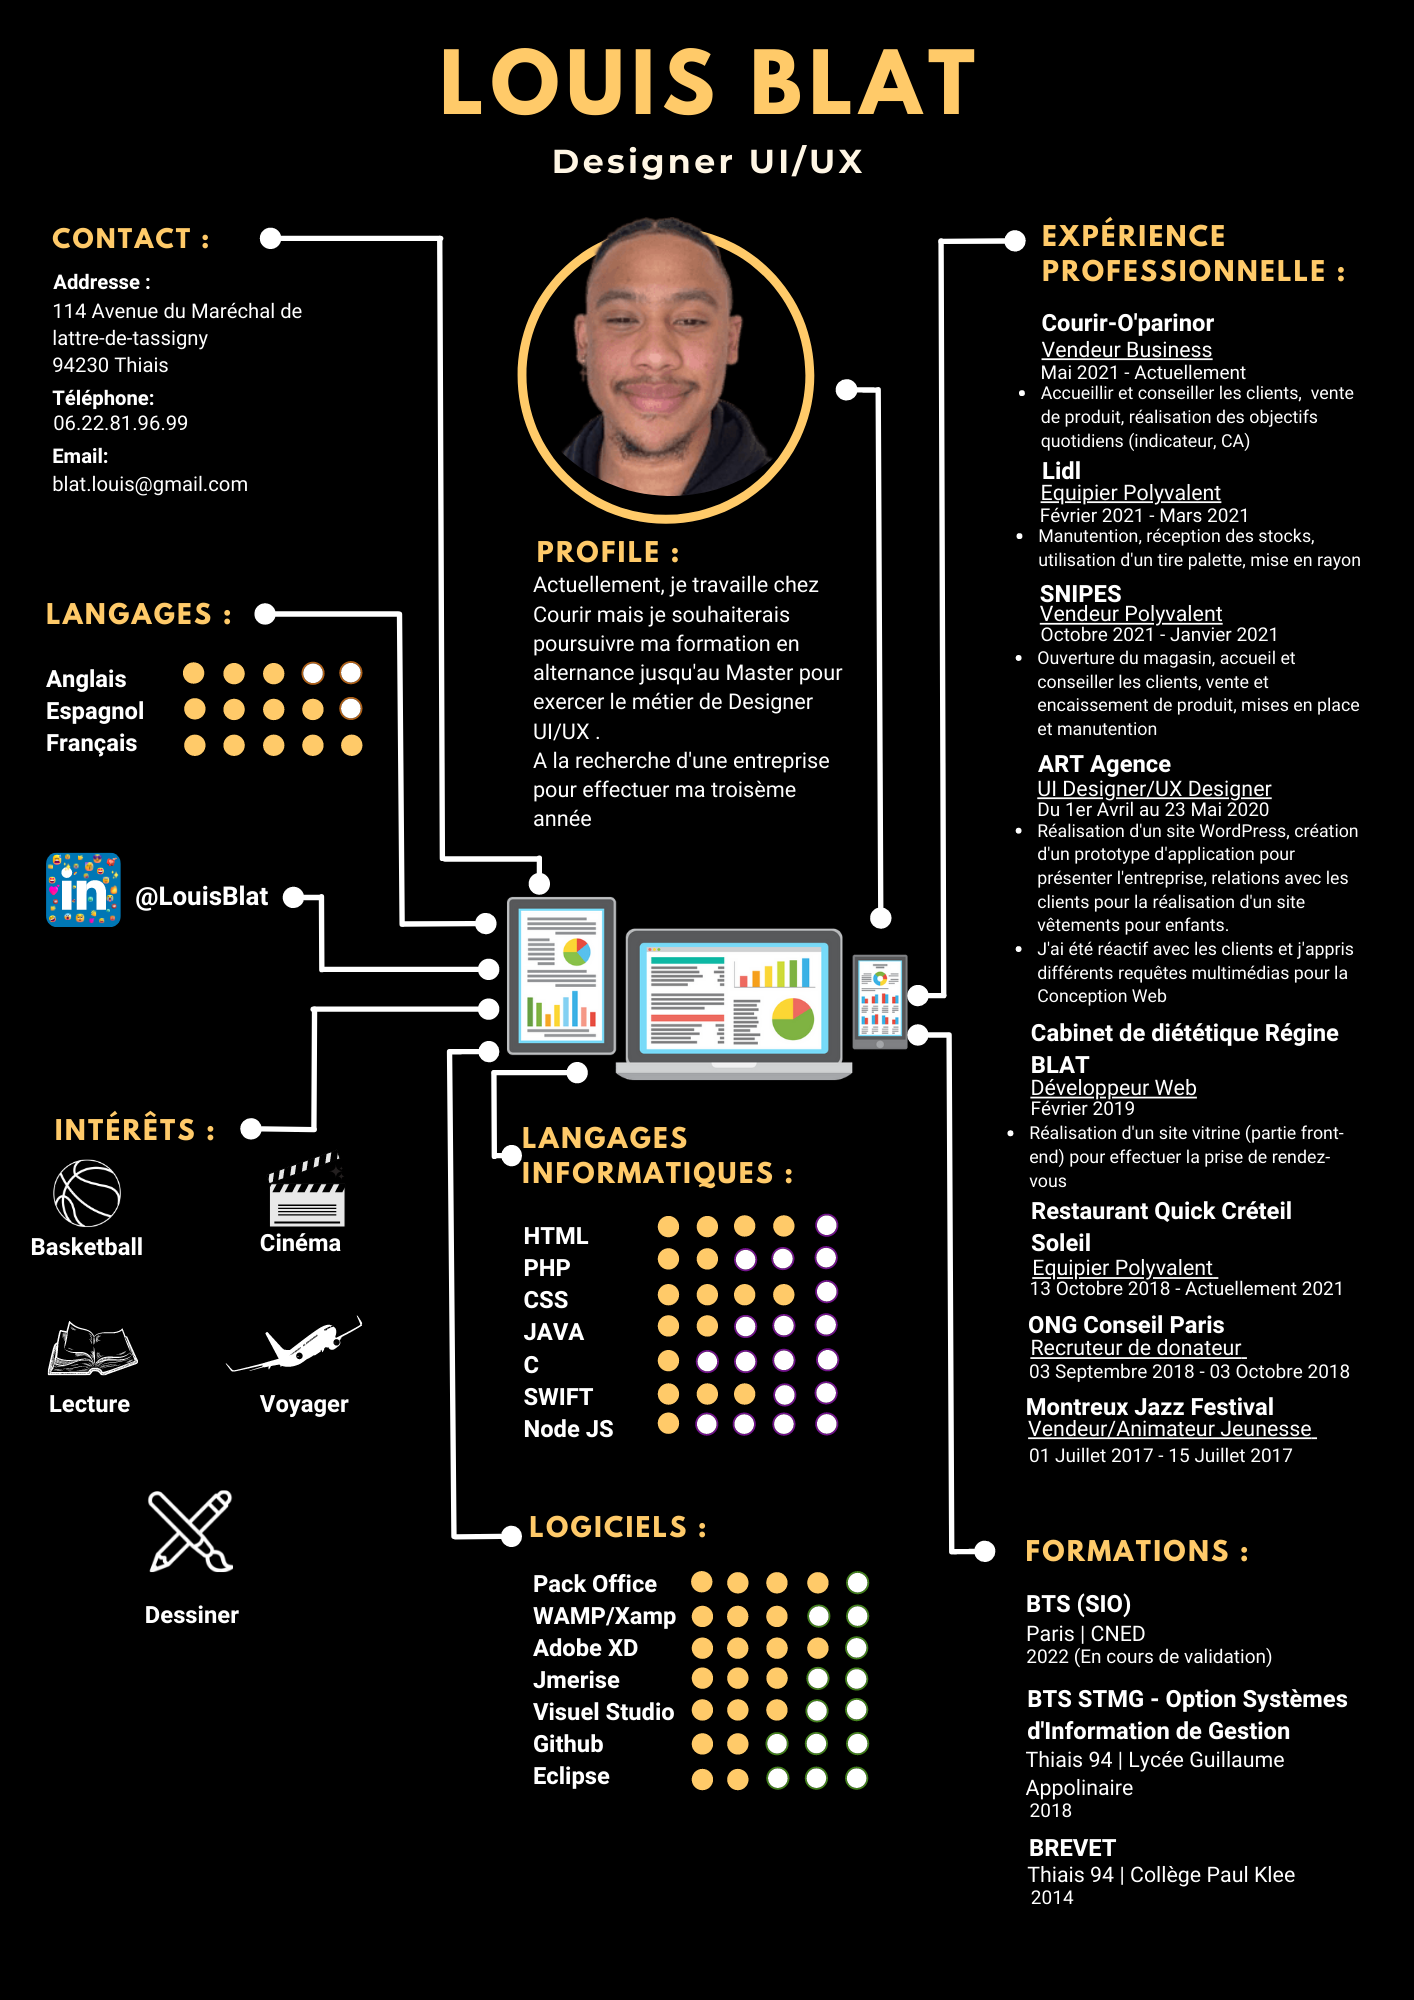 LOUIS BLAT
Designer UI/UX
CONTACT :
Addresse :
114 Avenue du Maréchal de
lattre-de-tassigny
94230 Thiais
Téléphone:
06.22.81.96.99
Email:
blat.louis@gmail.com
LANGAGES :
Anglais
Espagnol
Français
in
@LouisBlat
INTÉRÊTS :
Basketball
Cinéma
Lecture
Voyager
Dessiner
PROFILE :
Actuellement, je travaille chez
Courir mais je souhaiterais
poursuivre ma formation en
alternance jusqu'au Master pour
exercer le métier de Designer
UI/UX .
A la recherche d'une entreprise
pour effectuer ma troisème
année
LANGAGES
INFORMATIQUES :
HTML
PHP
CSS
JAVA
C
SWIFT
Node JS
LOGICIELS :
Pack Office
WAMP/Xamp
Adobe XD
Jmerise
Visuel Studio
Github
Eclipse
EXPÉRIENCE
PROFESSIONNELLE :
Courir-O'parinor
Vendeur Business
Mai 2021 - Actuellement
• Accueillir et conseiller les clients, vente
de produit, réalisation des objectifs
quotidiens (indicateur, CA)
Lidl
Equipier Polyvalent
Février 2021 - Mars 2021
• Manutention, réception des stocks,
utilisation d'un tire palette, mise en rayon
SNIPES
Vendeur Polyvalent
Octobre 2021 - Janvier 2021
• Ouverture du magasin, accueil et
conseiller les clients, vente et
encaissement de produit, mises en place
et manutention
ART Agence
UI Designer/UX Designer
Du 1er Avril au 23 Mai 2020
• Réalisation d'un site WordPress, création
d'un prototype d'application pour
présenter l'entreprise, relations avec les
clients pour la réalisation d'un site
vêtements pour enfants.
• J'ai été réactif avec les clients et j'appris
différents requêtes multimédias pour la
Conception Web
Cabinet de diététique Régine
BLAT
Développeur Web
Février 2019
• Réalisation d'un site vitrine (partie front-
end) pour effectuer la prise de rendez-
vous
Restaurant Quick Créteil
Soleil
Equipier Polyvalent
13 Octobre 2018 - Actuellement 2021
ONG Conseil Paris
Recruteur de donateur
03 Septembre 2018 - 03 Octobre 2018
Montreux Jazz Festival
Vendeur/Animateur Jeunesse
01 Juillet 2017 - 15 Juillet 2017
FORMATIONS :
BTS (SIO)
Paris | CNED
2022 (En cours de validation)
BTS STMG - Option Systèmes
d'Information de Gestion
Thiais 94 | Lycée Guillaume
Appolinaire
2018
BREVET
Thiais 94 | Collège Paul Klee
2014